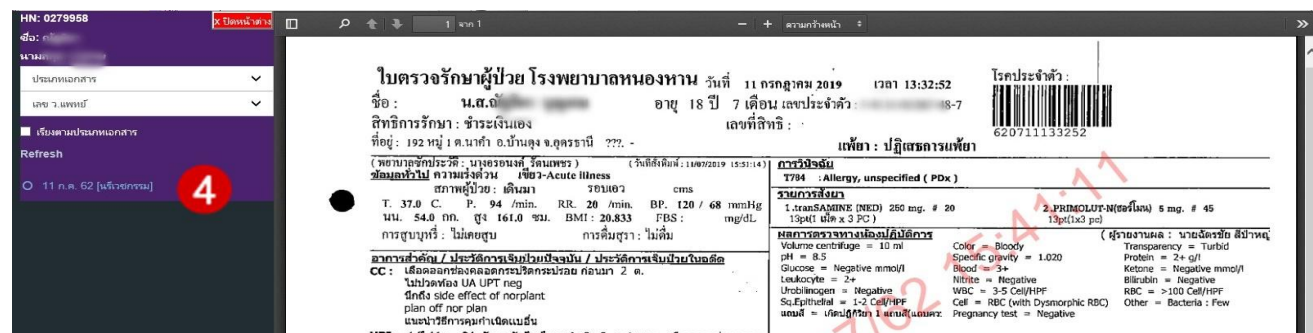 HN: 0279958
X ปิดหน้าต่าง
ชื่อ:
ประเภทเอกสาร
เลข ว.แพทย์
เรียงตามประเภทเอกสาร
Refresh
11 ก.ค. 62 [นรีเวชกรรม]
4
1 จาก 1
ความกว้างหน้า
ใบตรวจรักษาผู้ป่วย โรงพยาบาลหนองหาน วันที่ 11 กรกฎาคม 2019 เวลา 13:32:52
โรคประจำตัว :
ชื่อ : น.ส. อายุ 18 ปี 7 เดือน เลขประจำตัว : 8-7
สิทธิการรักษา : ชำระเงินเอง เลขที่สิทธิ :
620711133252
ที่อยู่ : 192 หมู่ 1 ต.นาคำ อ.บ้านดุง จ.อุดรธานี ???. -
แพ้ยา : ปฏิเสธการแพ้ยา
(พยาบาลซักประวัติ : นางอรอนงค์ รัตนเพชร ) (วันที่สั่งพิมพ์ : 11/07/2019 15:51:14)
ข้อมูลทั่วไป ความเร่งด่วน เขียว-Acute illness
สภาพผู้ป่วย : เดินมา รอบเอว cms
T. 37.0 C. P. 94 /min. RR. 20 /min. BP. 120 / 68 mmHg
นน. 54.0 กก. สูง 161.0 ซม. BMI : 20.833 FBS : mg/dL
การสูบบุหรี่ : ไม่เคยสูบ การดื่มสุรา : ไม่ดื่ม
อาการสำคัญ / ประวัติการเจ็บป่วยปัจจุบัน / ประวัติการเจ็บป่วยในอดีต
CC : เลือดออกช่องคลอดกระปริดกระปรอย ก่อนมา 2 ด.
ไม่ปวดท้อง UA UPT neg
นึกถึง side effect of norplant
plan off nor plan
แนะนำวิธีการคุมกำเนิดแบบอื่น
การวินิจฉัย
T784 : Allergy, unspecified ( PDx )
รายการสั่งยา
1.tranSAMINE (NED) 250 mg. # 20
13pt(1 เม็ด x 3 PC )
2.PRIMOLUT-N(ฮอร์โมน) 5 mg. # 45
13pt(1x3 pc)
ผลการตรวจทางห้องปฏิบัติการ ( ผู้รายงานผล : นายฉัตรชัย
Volume centrifuge = 10 ml Color = Bloody Transparency = Turbid
pH = 8.5 Specific gravity = 1.020 Protein = 2+ g/l
Glucose = Negative mmol/l Blood = 3+ Ketone = Negative mmol/l
Leukocyte = 2+ Nitrite = Negative Bilirubin = Negative
Urobilinogen = Negative WBC = 3-5 Cell/HPF RBC = >100 Cell/HPF
Sq.Epithelial = 1-2 Cell/HPF Cell = RBC (with Dysmorphic RBC) Other = Bacteria : Few
Pregnancy test = Negative
7/62 15:41:11